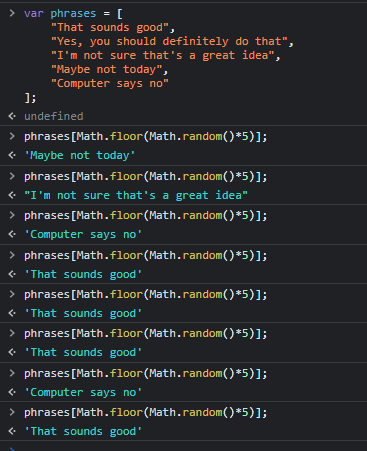 > var phrases = [
"That sounds good",
"Yes, you should definitely do that",
"I'm not sure that's a great idea",
"Maybe not today",
"Computer says no"
];
<· undefined
> phrases[Math.floor(Math.random()*5)];
<· 'Maybe not today'
> phrases[Math.floor(Math.random()*5)];
<· "I'm not sure that's a great idea"
> phrases[Math.floor(Math.random()*5)];
<· 'Computer says no'
> phrases[Math.floor(Math.random()*5)];
<· 'That sounds good'
> phrases[Math.floor(Math.random()*5)];
<· 'That sounds good'
> phrases[Math.floor(Math.random()*5)];
<· 'That sounds good'
> phrases[Math.floor(Math.random()*5)];
<· 'Computer says no'
> phrases[Math.floor(Math.random()*5)];
<· 'That sounds good'